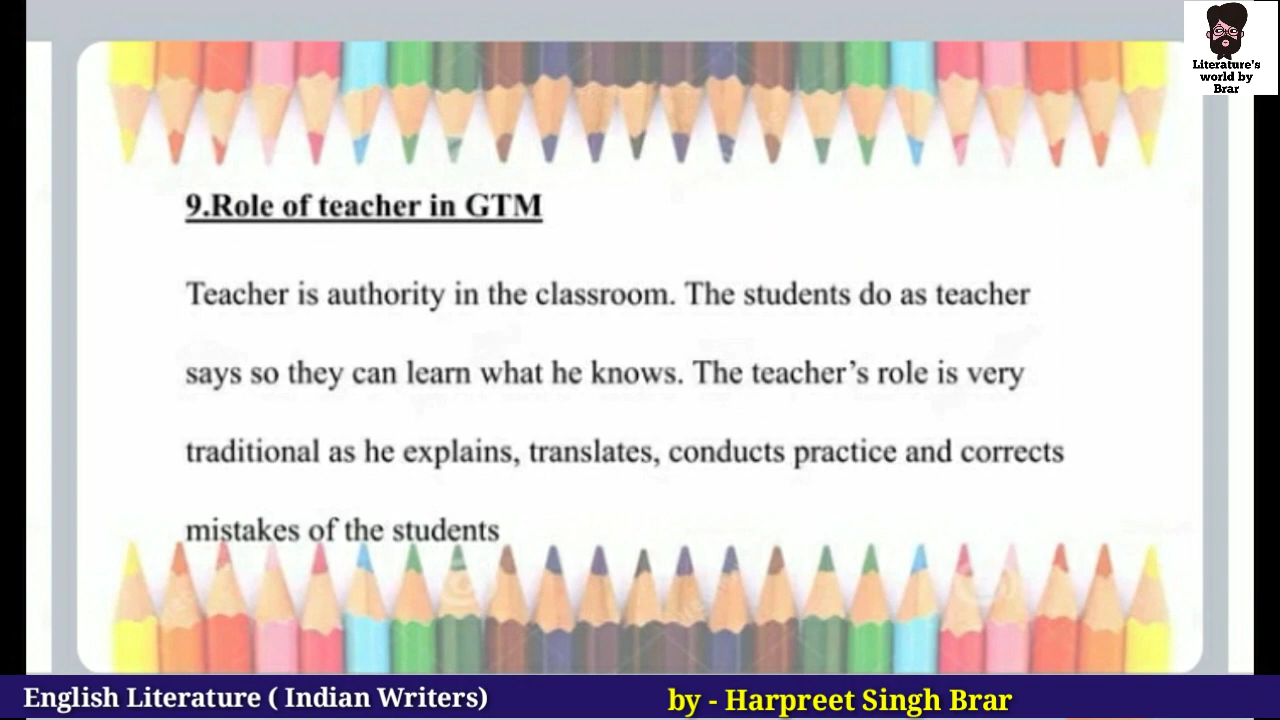 Literature's
world by
Brar
9.Role of teacher in GTM
Teacher is authority in the classroom. The students do as teacher
says so they can learn what he knows. The teacher’s role is very
traditional as he explains, translates, conducts practice and corrects
mistakes of the students
English Literature ( Indian Writers)
by - Harpreet Singh Brar